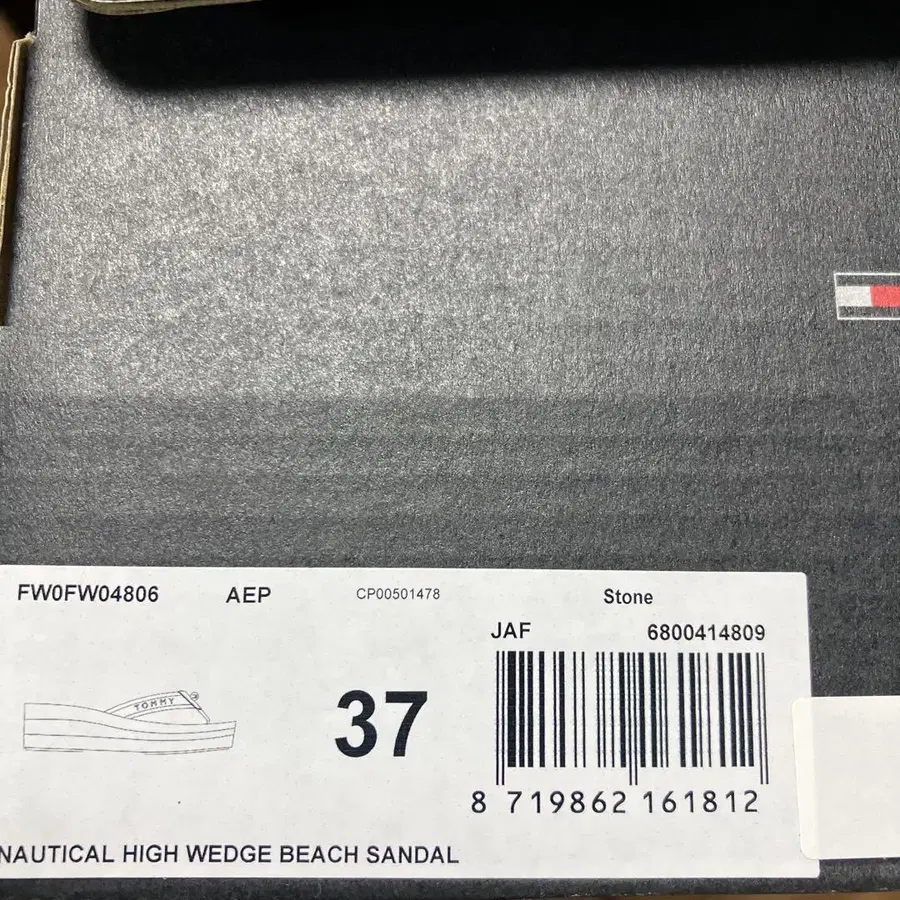 FW0FW04806 AEP CP00501478 Stone
JAF 6800414809
TOMMY
37
8 719862 161812
NAUTICAL HIGH WEDGE BEACH SANDAL